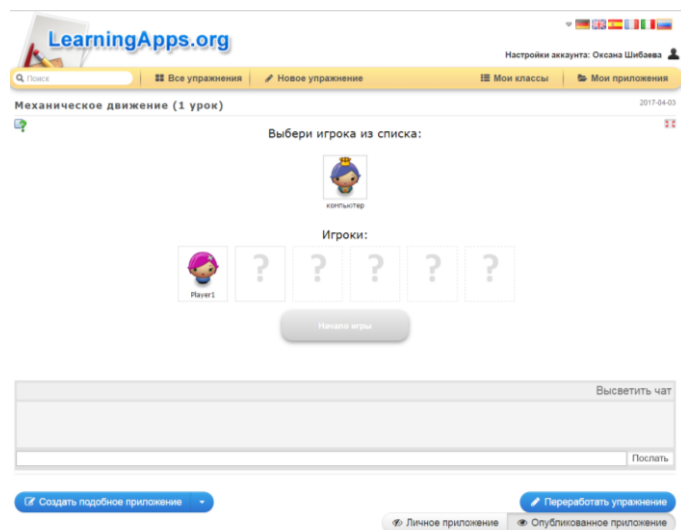 LearningApps.org
Настройки аккаунта: Оксана Шибаева
Поиск
Все упражнения
Новое упражнение
Мои классы
Мои приложения
Механическое движение (1 урок)
2017-04-03
Выбери игрока из списка:
компьютер
Игроки:
? ? ? ? ?
Player1
Начало игры
Высветить чат
Послать
Создать подобное приложение
Переработать упражнение
Личное приложение
Опубликованное приложение